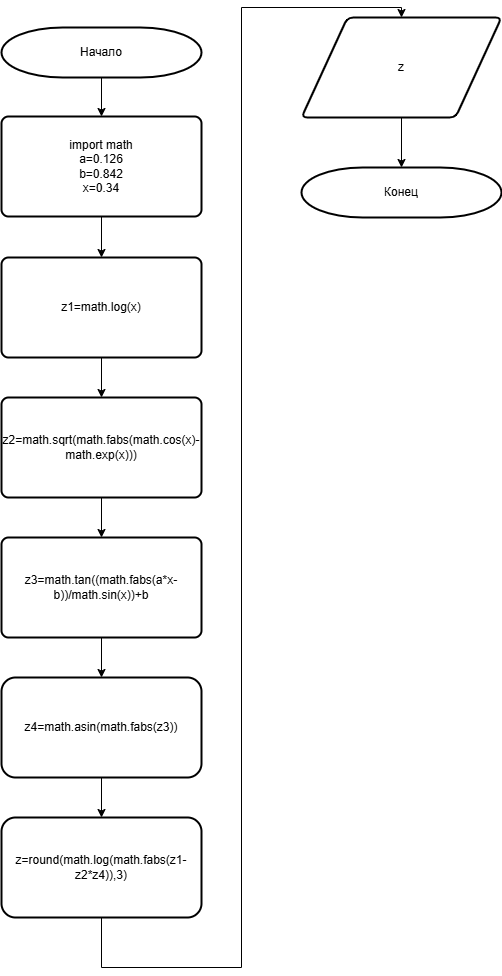 Начало
import math
a=0.126
b=0.842
x=0.34
z1=math.log(x)
z2=math.sqrt(math.fabs(math.cos(x)-
math.exp(x)))
z3=math.tan((math.fabs(a*x-
b))/math.sin(x))+b
z4=math.asin(math.fabs(z3))
z=round(math.log(math.fabs(z1-
z2*z4)),3)
z
Конец